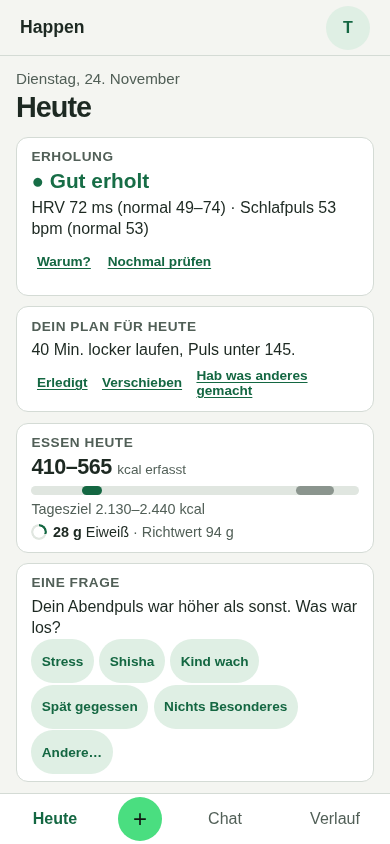 Happen
T
Dienstag, 24. November
Heute
ERHOLUNG
● Gut erholt
HRV 72 ms (normal 49–74) · Schlafpuls 53
bpm (normal 53)
Warum? Nochmal prüfen
DEIN PLAN FÜR HEUTE
40 Min. locker laufen, Puls unter 145.
Erledigt Verschieben Hab was anderes
gemacht
ESSEN HEUTE
410–565 kcal erfasst
Tagesziel 2.130–2.440 kcal
28 g Eiweiß · Richtwert 94 g
EINE FRAGE
Dein Abendpuls war höher als sonst. Was war
los?
Stress Shisha Kind wach
Spät gegessen Nichts Besonderes
Andere…
Heute + Chat Verlauf